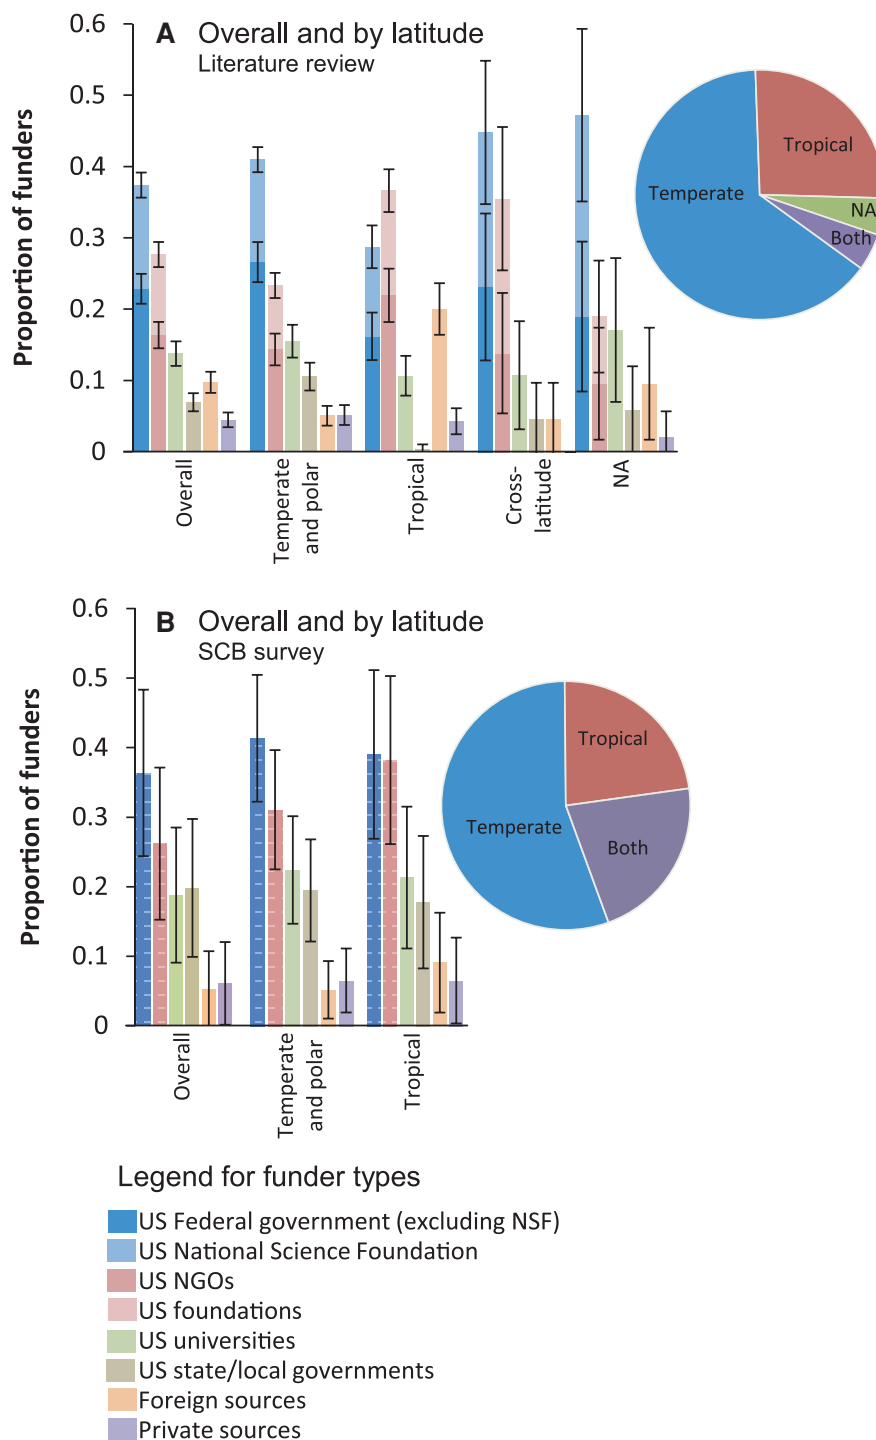 A Overall and by latitude
Literature review
Proportion of funders
0.6
0.5
0.4
0.3
0.2
0.1
0
Overall
Temperate
and polar
Tropical
Cross-
latitude
NA
Temperate
Tropical
NA
Both
B Overall and by latitude
SCB survey
Proportion of funders
0.6
0.5
0.4
0.3
0.2
0.1
0
Overall
Temperate
and polar
Tropical
Temperate
Tropical
Both
Legend for funder types
US Federal government (excluding NSF)
US National Science Foundation
US NGOs
US foundations
US universities
US state/local governments
Foreign sources
Private sources